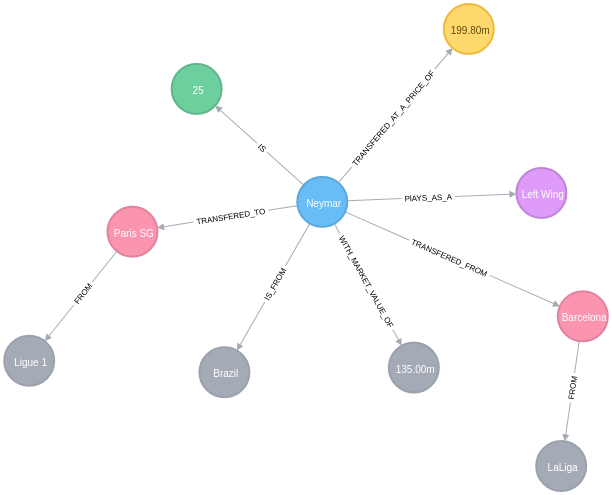 199.80m
25
TRANSFERED_AT_A_PRICE_OF
IS
Neymar
PlAYS_AS_A
Left Wing
Paris SG
TRANSFERED_TO
TRANSFERED_FROM
FROM
IS_FROM
WITH_MARKET_VALUE_OF
Barcelona
Ligue 1
Brazil
135.00m
FROM
LaLiga